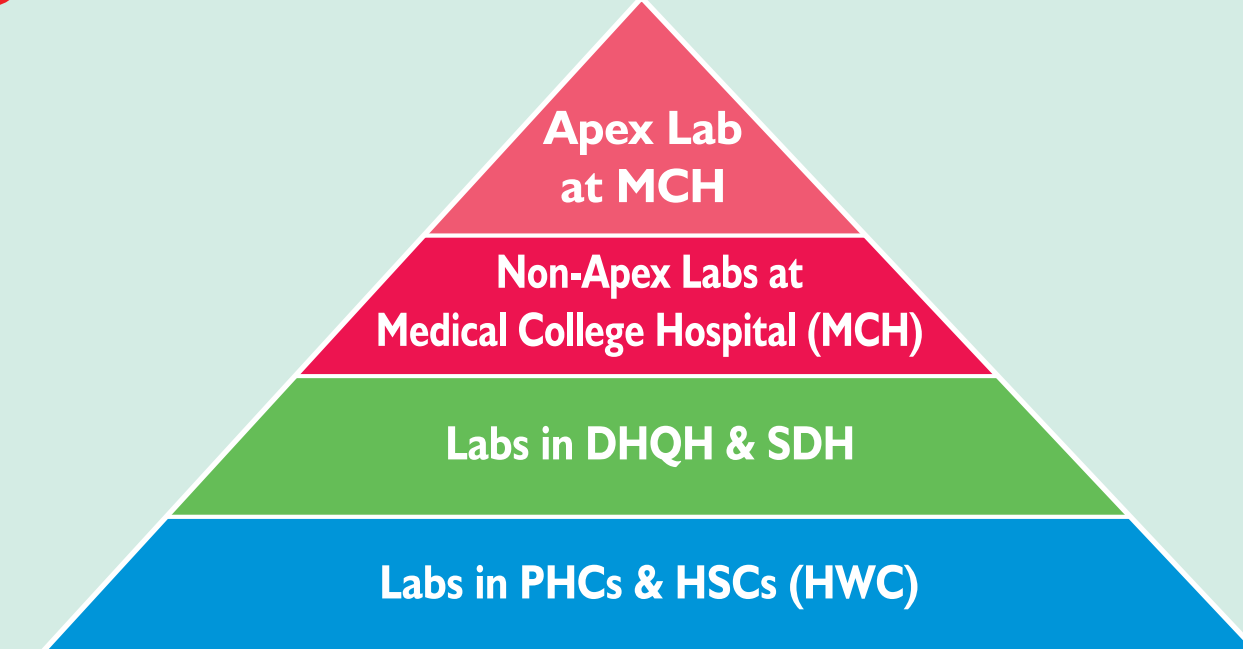 Apex Lab
at MCH
Non-Apex Labs at
Medical College Hospital (MCH)
Labs in DHQH & SDH
Labs in PHCs & HSCs (HWC)